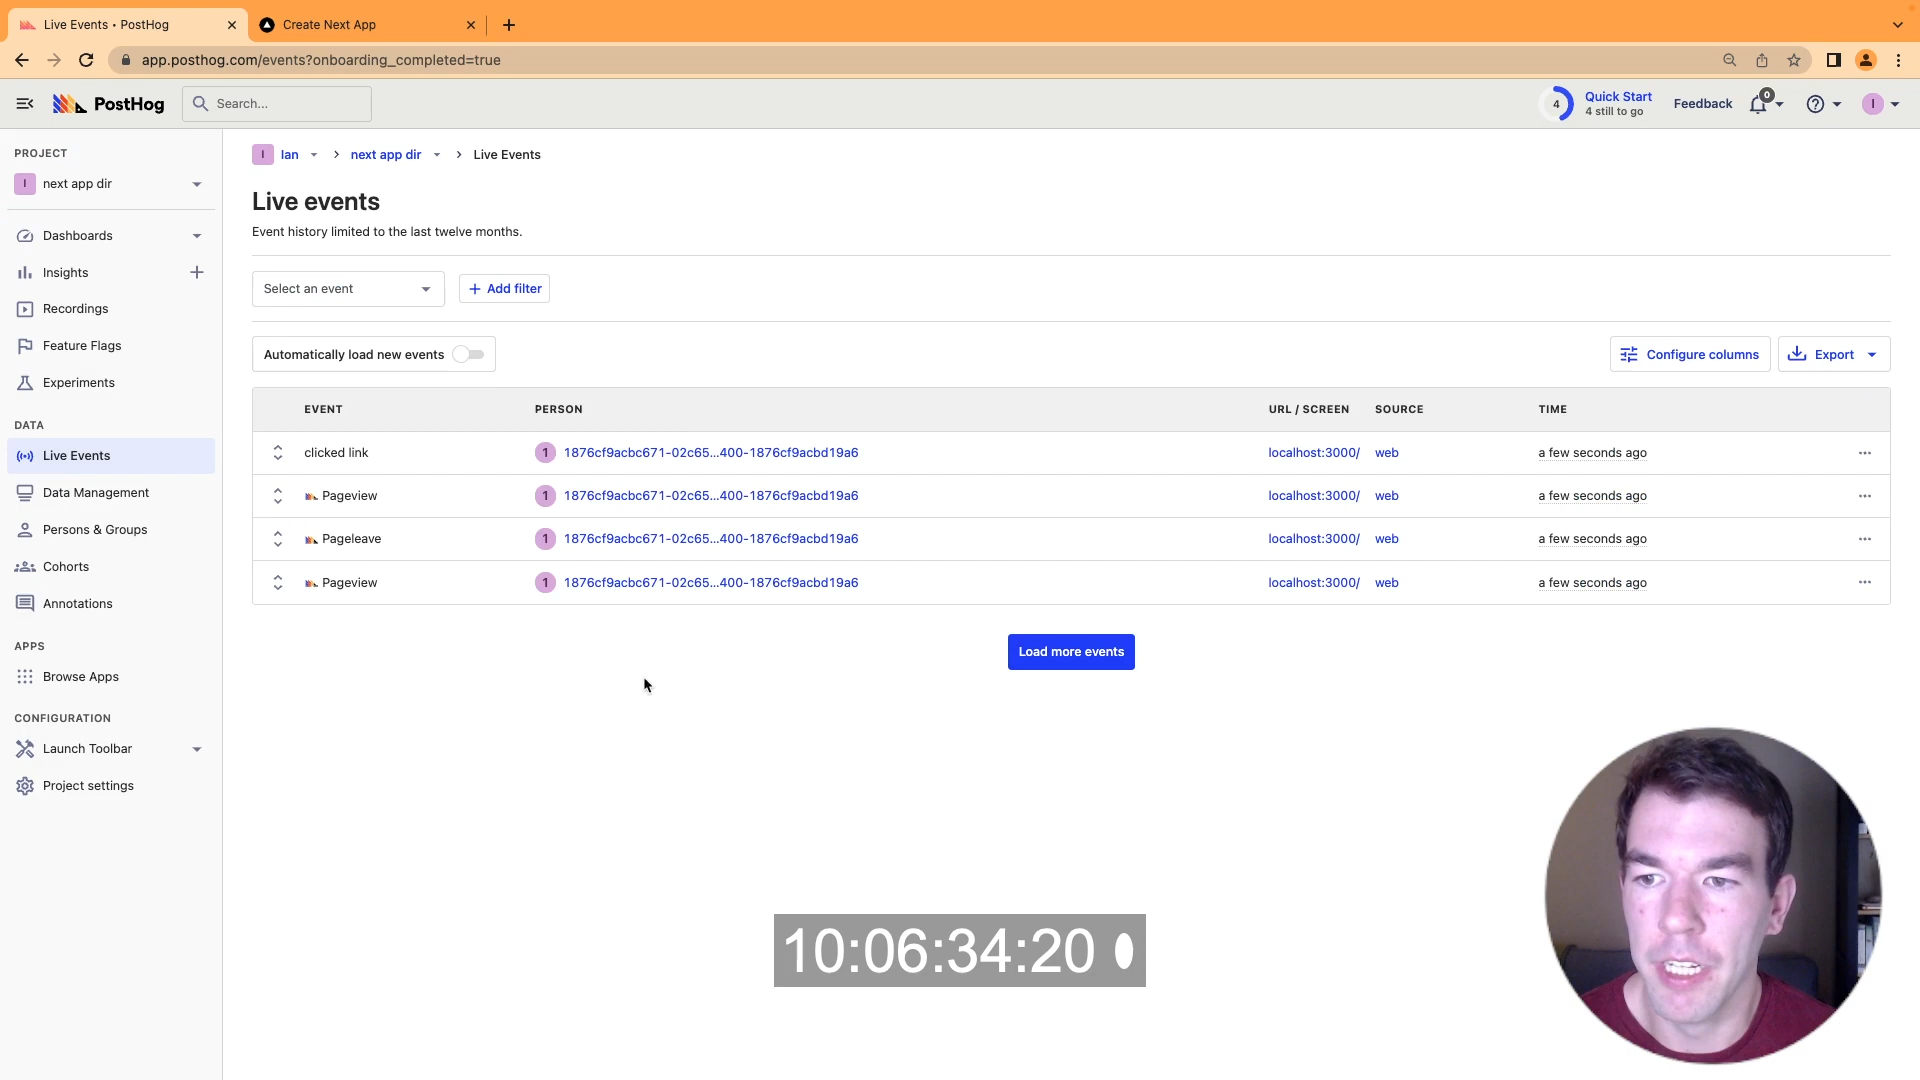 Live Events • PostHog
Create Next App
app.posthog.com/events?onboarding_completed=true
PostHog
Search...
4
Quick Start
4 still to go
Feedback
0
I
PROJECT
I next app dir
Dashboards
Insights
Recordings
Feature Flags
Experiments
DATA
Live Events
Data Management
Persons & Groups
Cohorts
Annotations
APPS
Browse Apps
CONFIGURATION
Launch Toolbar
Project settings
I Ian › next app dir › Live Events
Live events
Event history limited to the last twelve months.
Select an event
+ Add filter
Automatically load new events
Configure columns
Export
EVENT PERSON URL / SCREEN SOURCE TIME
clicked link 1 1876cf9acbc671-02c65...400-1876cf9acbd19a6 localhost:3000/ web a few seconds ago
Pageview 1 1876cf9acbc671-02c65...400-1876cf9acbd19a6 localhost:3000/ web a few seconds ago
Pageleave 1 1876cf9acbc671-02c65...400-1876cf9acbd19a6 localhost:3000/ web a few seconds ago
Pageview 1 1876cf9acbc671-02c65...400-1876cf9acbd19a6 localhost:3000/ web a few seconds ago
Load more events
10:06:34:20